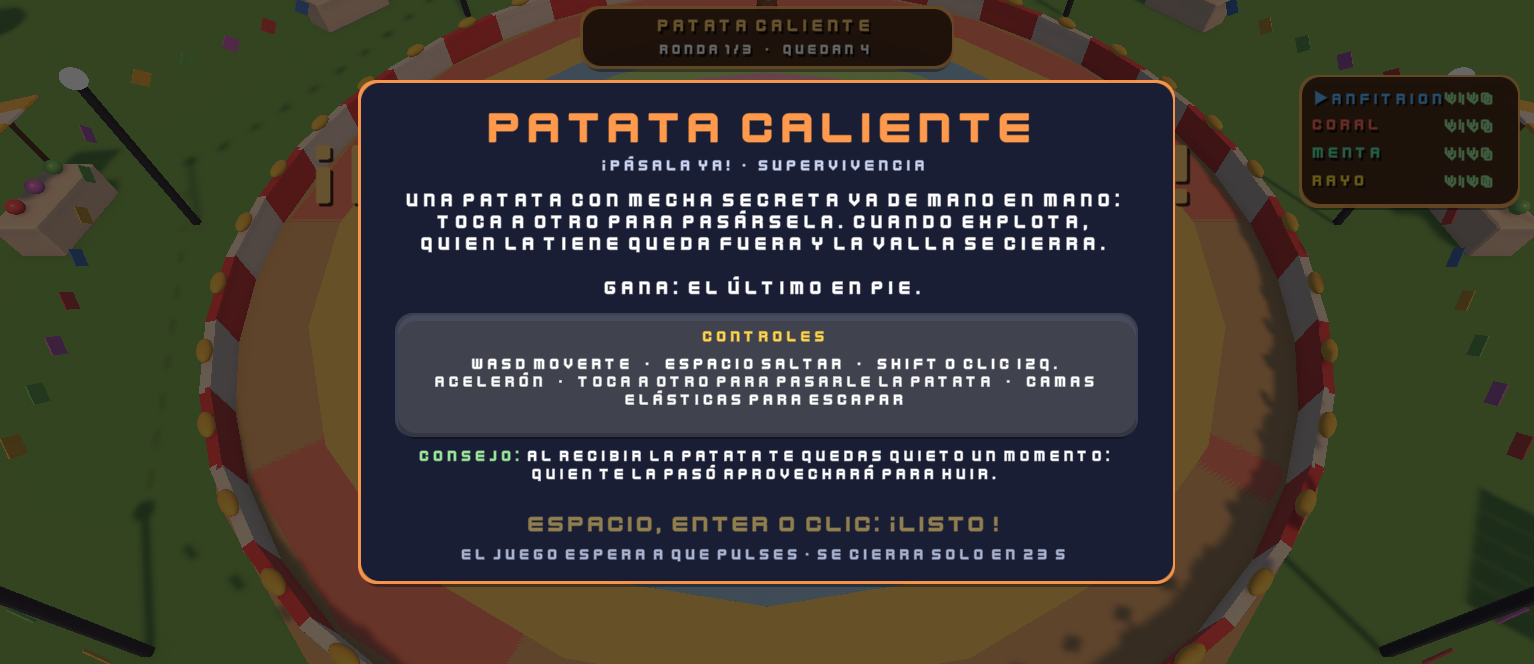 PATATA CALIENTE
RONDA 1/3 · QUEDAN 4
▶ANFITRION VIVO
CORAL VIVO
MENTA VIVO
RAYO VIVO
PATATA CALIENTE
¡PÁSALA YA! · SUPERVIVENCIA
UNA PATATA CON MECHA SECRETA VA DE MANO EN MANO:
TOCA A OTRO PARA PASÁRSELA. CUANDO EXPLOTA,
QUIEN LA TIENE QUEDA FUERA Y LA VALLA SE CIERRA.
GANA: EL ÚLTIMO EN PIE.
CONTROLES
WASD MOVERTE · ESPACIO SALTAR · SHIFT O CLIC IZQ.
ACELERÓN · TOCA A OTRO PARA PASARLE LA PATATA · CAMAS
ELÁSTICAS PARA ESCAPAR
CONSEJO: AL RECIBIR LA PATATA TE QUEDAS QUIETO UN MOMENTO:
QUIEN TE LA PASÓ APROVECHARÁ PARA HUIR.
ESPACIO, ENTER O CLIC: ¡LISTO !
EL JUEGO ESPERA A QUE PULSES · SE CIERRA SOLO EN 23 S